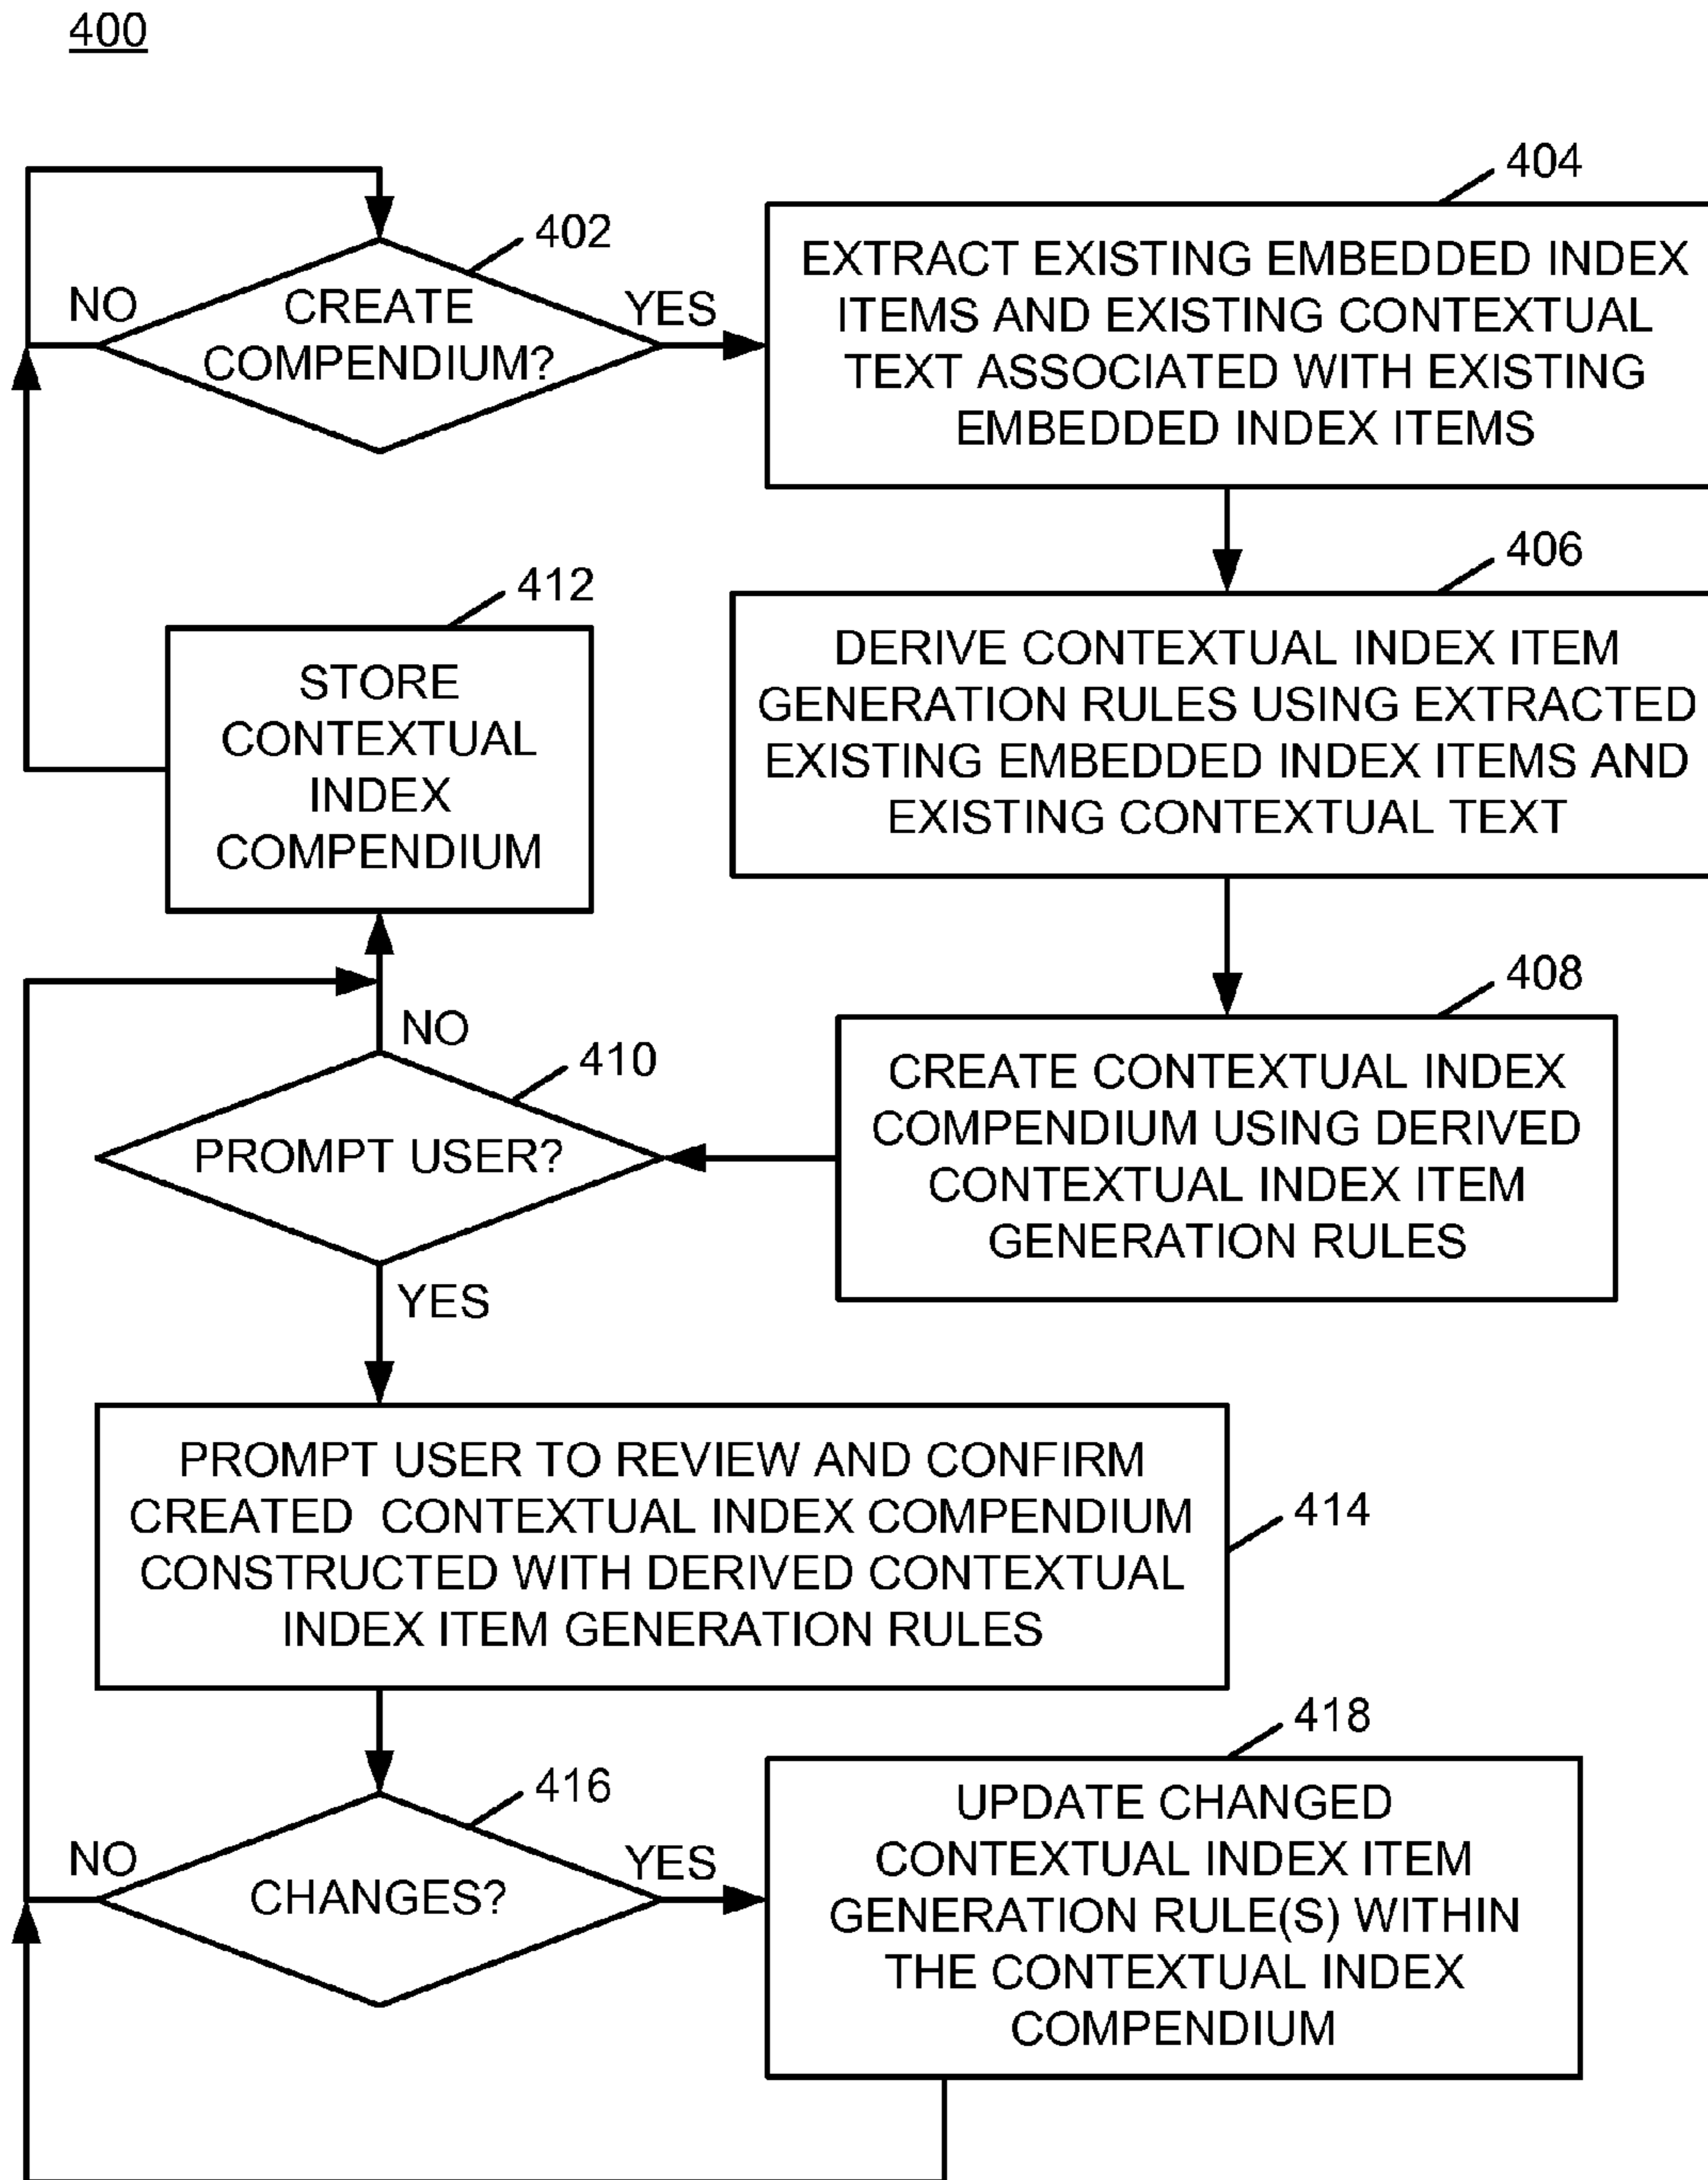 400
402
NO
CREATE
COMPENDIUM?
YES
404
EXTRACT EXISTING EMBEDDED INDEX
ITEMS AND EXISTING CONTEXTUAL
TEXT ASSOCIATED WITH EXISTING
EMBEDDED INDEX ITEMS
406
DERIVE CONTEXTUAL INDEX ITEM
GENERATION RULES USING EXTRACTED
EXISTING EMBEDDED INDEX ITEMS AND
EXISTING CONTEXTUAL TEXT
412
STORE
CONTEXTUAL
INDEX
COMPENDIUM
408
CREATE CONTEXTUAL INDEX
COMPENDIUM USING DERIVED
CONTEXTUAL INDEX ITEM
GENERATION RULES
NO
410
PROMPT USER?
YES
PROMPT USER TO REVIEW AND CONFIRM
CREATED CONTEXTUAL INDEX COMPENDIUM
CONSTRUCTED WITH DERIVED CONTEXTUAL
INDEX ITEM GENERATION RULES
414
416
NO
CHANGES?
YES
418
UPDATE CHANGED
CONTEXTUAL INDEX ITEM
GENERATION RULE(S) WITHIN
THE CONTEXTUAL INDEX
COMPENDIUM